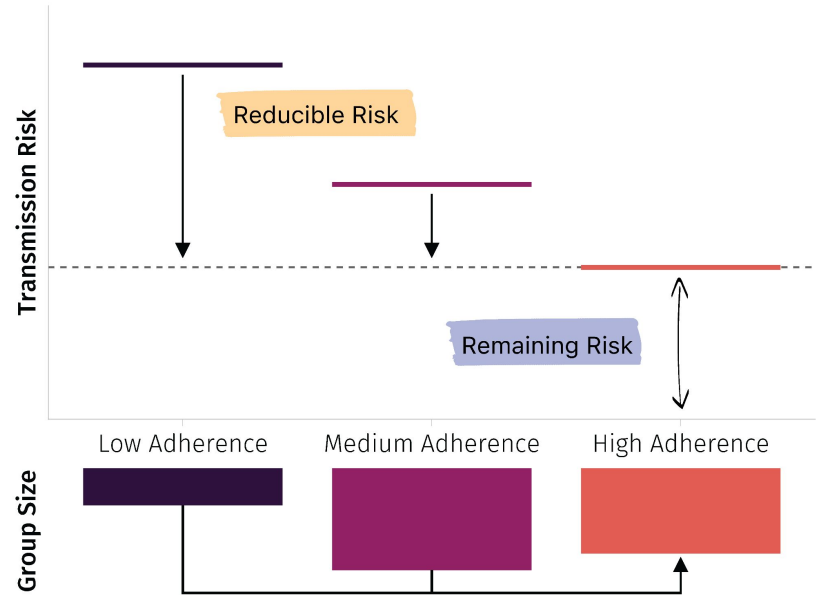 Transmission Risk
Reducible Risk
Remaining Risk
Low Adherence
Medium Adherence
High Adherence
Group Size